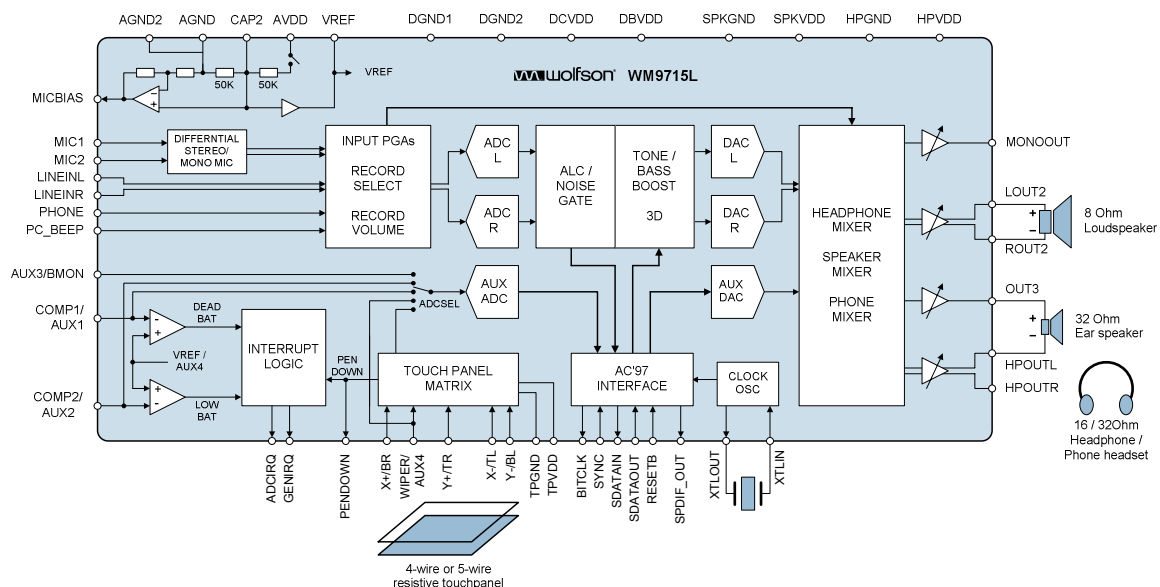 AGND2 AGND CAP2 AVDD VREF DGND1 DGND2 DCVDD DBVDD SPKGND SPKVDD HPGND HPVDD
wolfson WM9715L
VREF
50K 50K
MICBIAS
MIC1
MIC2
LINEINL
LINEINR
PHONE
PC_BEEP
AUX3/BMON
COMP1/
AUX1
COMP2/
AUX2
DIFFERNTIAL
STEREO/
MONO MIC
INPUT PGAs
RECORD
SELECT
RECORD
VOLUME
ADC
L
ADC
R
ALC /
NOISE
GATE
TONE /
BASS
BOOST
3D
DAC
L
DAC
R
HEADPHONE
MIXER
SPEAKER
MIXER
PHONE
MIXER
MONOOUT
LOUT2
+
−
ROUT2
8 Ohm
Loudspeaker
OUT3
+
−
32 Ohm
Ear speaker
HPOUTL
HPOUTR
16 / 32Ohm
Headphone /
Phone headset
ADCSEL
AUX
ADC
AUX
DAC
- +
+ -
- +
DEAD
BAT
VREF /
AUX4
LOW
BAT
INTERRUPT
LOGIC
PEN
DOWN
TOUCH PANEL
MATRIX
AC'97
INTERFACE
CLOCK
OSC
ADCIRQ
GENIRQ
PENDOWN
X+/BR
WIPER/
AUX4
Y+/TR
X-/TL
Y-/BL
TPGND
TPVDD
BITCLK
SYNC
SDATAIN
SDATAOUT
RESETB
SPDIF_OUT
XTLOUT
XTLIN
4-wire or 5-wire
resistive touchpanel